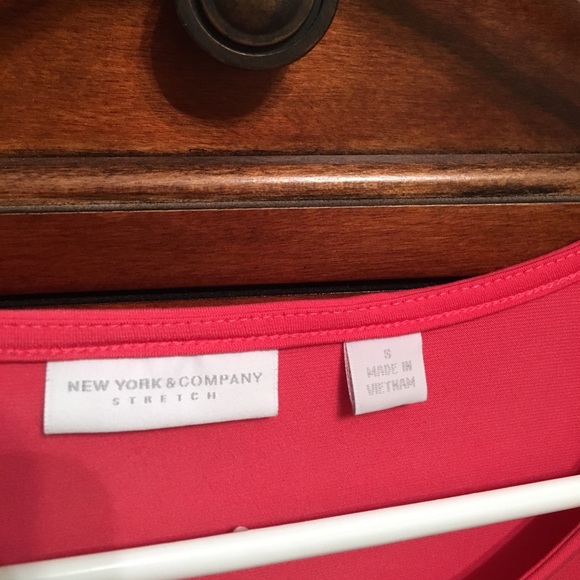 NEW YORK & COMPANY
STRETCH
S
MADE IN
VIETNAM